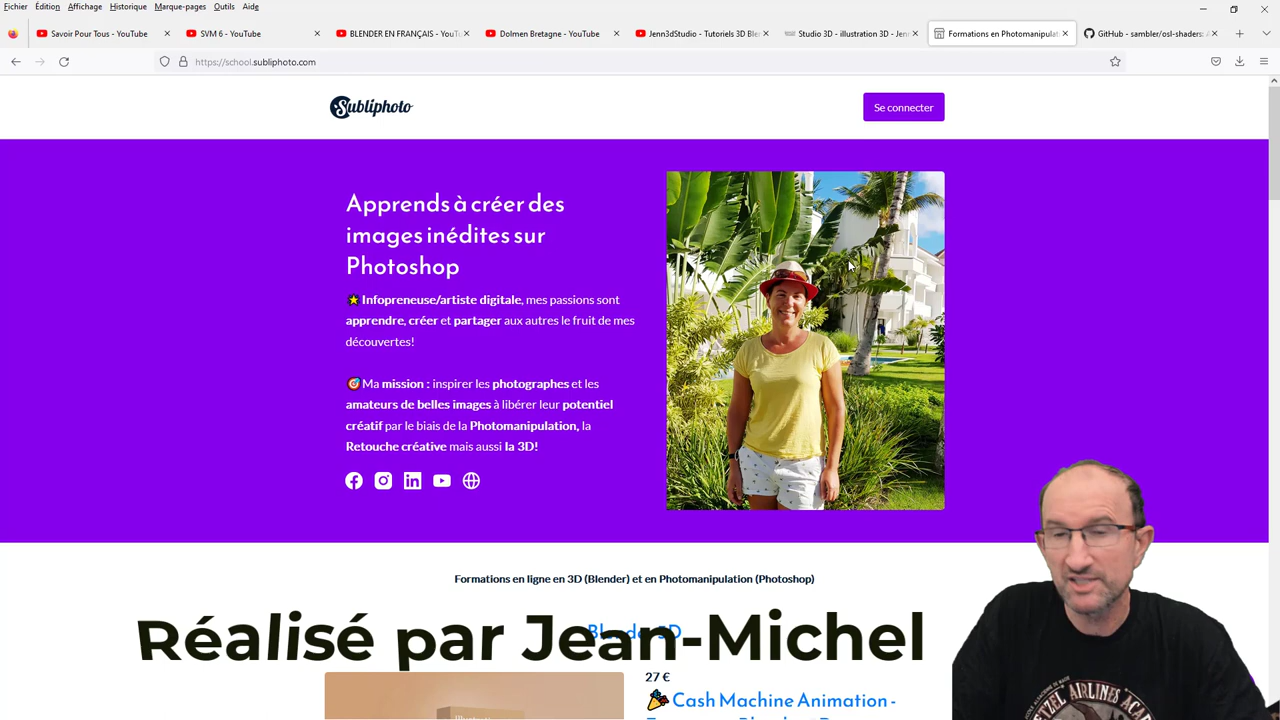 Fichier Édition Affichage Historique Marque-pages Outils Aide
Savoir Pour Tous - YouTube
SVM 6 - YouTube
BLENDER EN FRANÇAIS - YouTu
Dolmen Bretagne - YouTube
Jenn3dStudio - Tutoriels 3D Ble
Studio 3D - illustration 3D - Jen
Formations en Photomanipulat
GitHub - sambler/osl-shaders: A
https://school.subliphoto.com
Subliphoto
Se connecter
Apprends à créer des
images inédites sur
Photoshop
Infopreneuse/artiste digitale, mes passions sont
apprendre, créer et partager aux autres le fruit de mes
découvertes!
Ma mission : inspirer les photographes et les
amateurs de belles images à libérer leur potentiel
créatif par le biais de la Photomanipulation, la
Retouche créative mais aussi la 3D!
Formations en ligne en 3D (Blender) et en Photomanipulation (Photoshop)
Blender 3D
Réalisé par Jean-Michel
27 €
Cash Machine Animation -